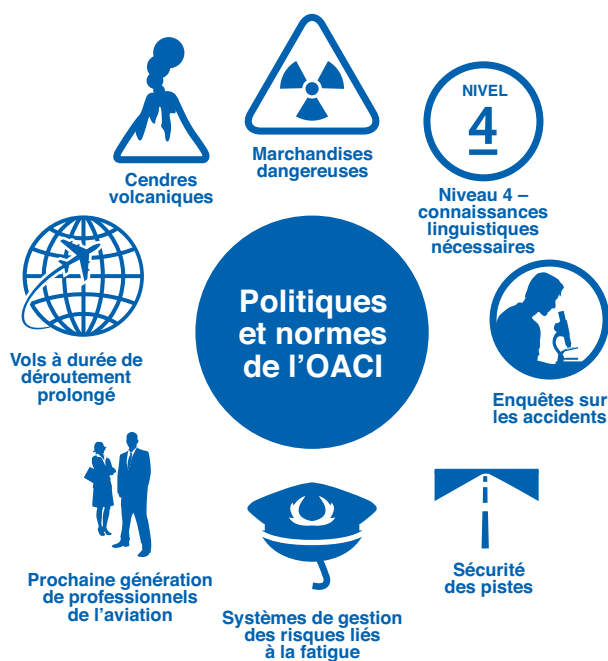 Cendres
volcaniques
Marchandises
dangereuses
NIVEL
4
Niveau 4 –
connaissances
linguistiques
nécessaires
Politiques
et normes
de l’OACI
Vols à durée de
déroutement
prolongé
Enquêtes sur
les accidents
Prochaine génération
de professionnels
de l’aviation
Systèmes de gestion
des risques liés
à la fatigue
Sécurité
des pistes